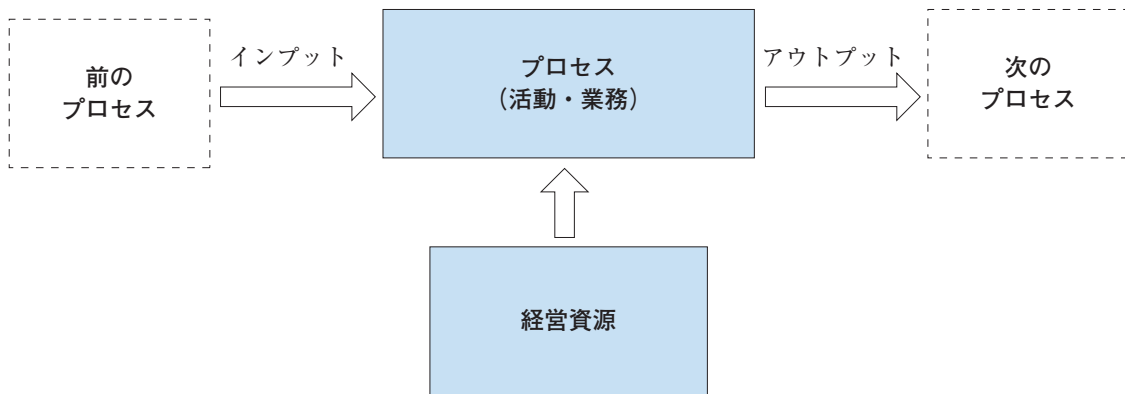 前の
プロセス
インプット
プロセス
（活動・業務）
アウトプット
次の
プロセス
経営資源